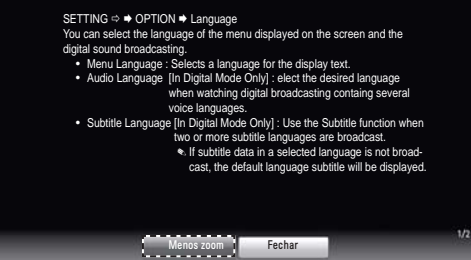 SETTING ⇨ ➡ OPTION ➡ Language
You can select the language of the menu displayed on the screen and the
digital sound broadcasting.
• Menu Language : Selects a language for the display text.
• Audio Language [In Digital Mode Only] : elect the desired language
when watching digital broadcasting containg several
voice languages.
• Subtitle Language [In Digital Mode Only] : Use the Subtitle function when
two or more subtitle languages are broadcast.
✎ If subtitle data in a selected language is not broad-
cast, the default language subtitle will be displayed.
1/2
Menos zoom
Fechar